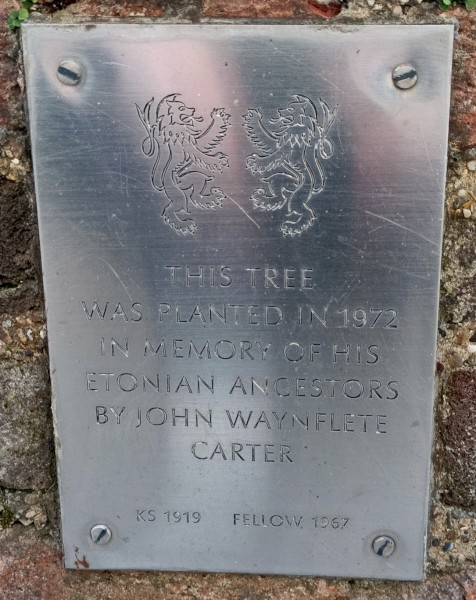 THIS TREE
WAS PLANTED IN 1972
IN MEMORY OF HIS
ETONIAN ANCESTORS
BY JOHN WAYNFLETE
CARTER
KS 1919 FELLOW 1967